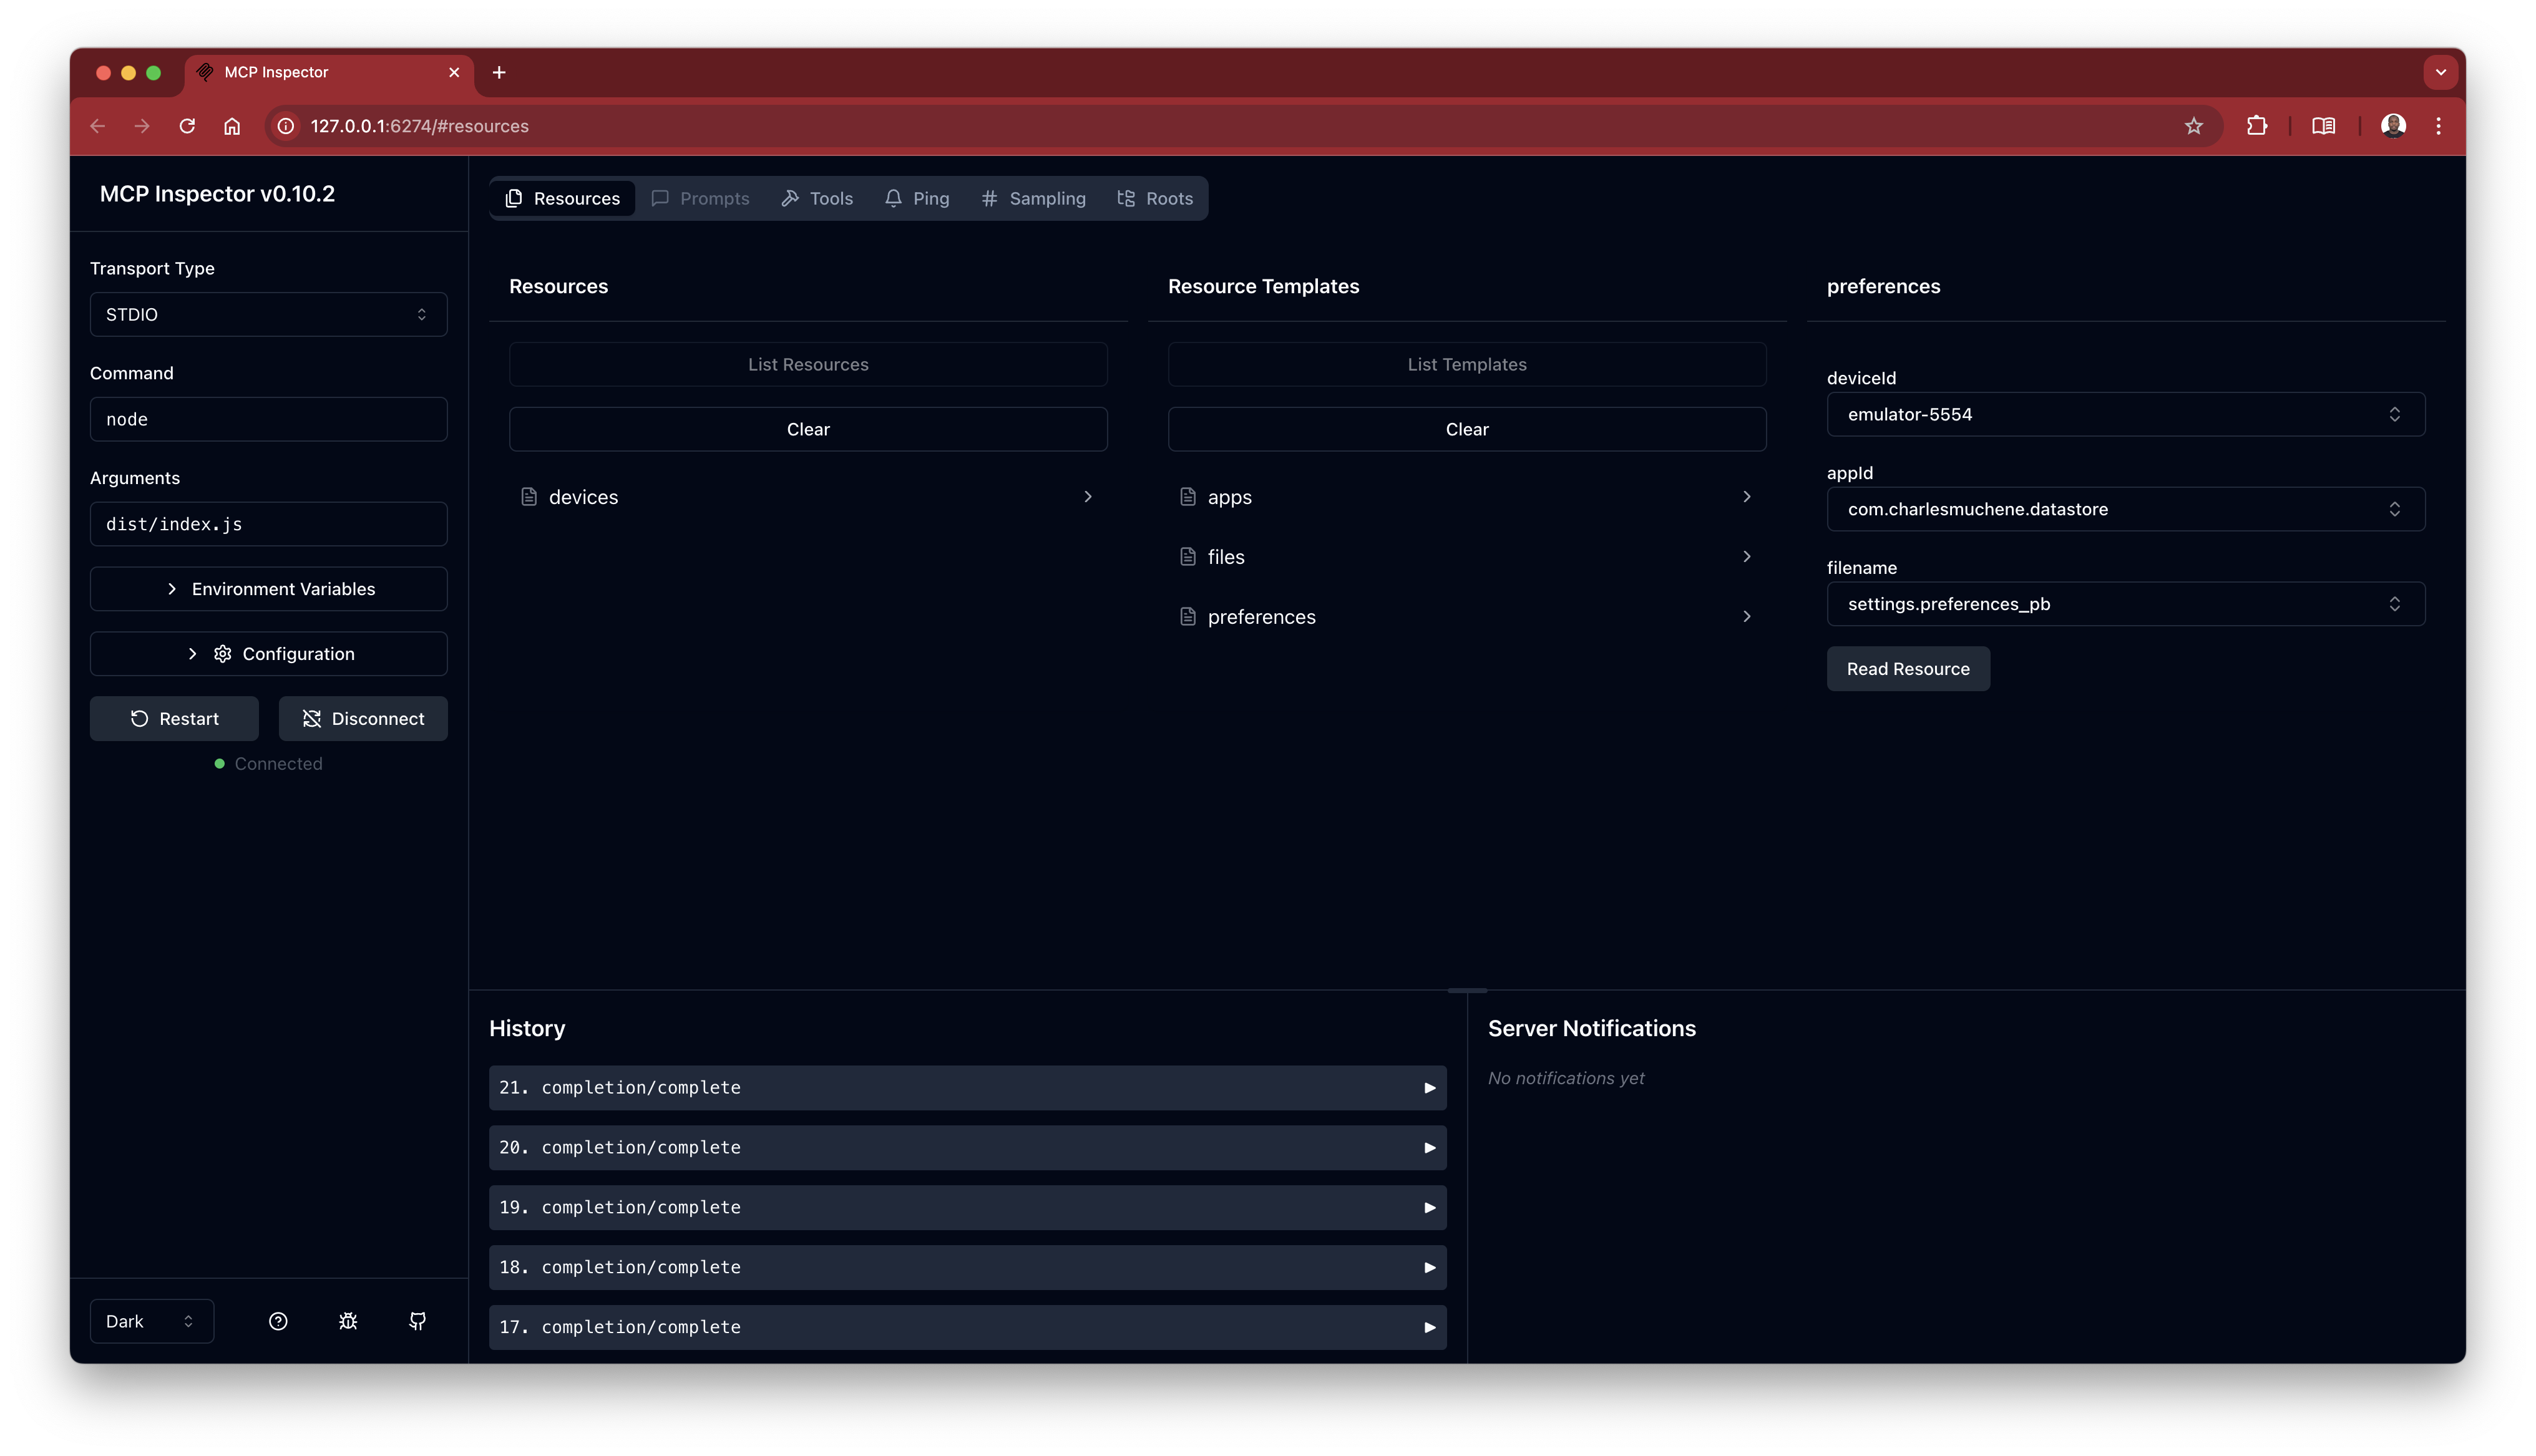 MCP Inspector
127.0.0.1:6274/#resources
MCP Inspector v0.10.2
Transport Type
STDIO
Command
node
Arguments
dist/index.js
Environment Variables
Configuration
Restart
Disconnect
Connected
Dark
Resources
Prompts
Tools
Ping
Sampling
Roots
Resources
List Resources
Clear
devices
Resource Templates
List Templates
Clear
apps
files
preferences
preferences
deviceId
emulator-5554
appId
com.charlesmuchene.datastore
filename
settings.preferences_pb
Read Resource
History
21. completion/complete
20. completion/complete
19. completion/complete
18. completion/complete
17. completion/complete
Server Notifications
No notifications yet